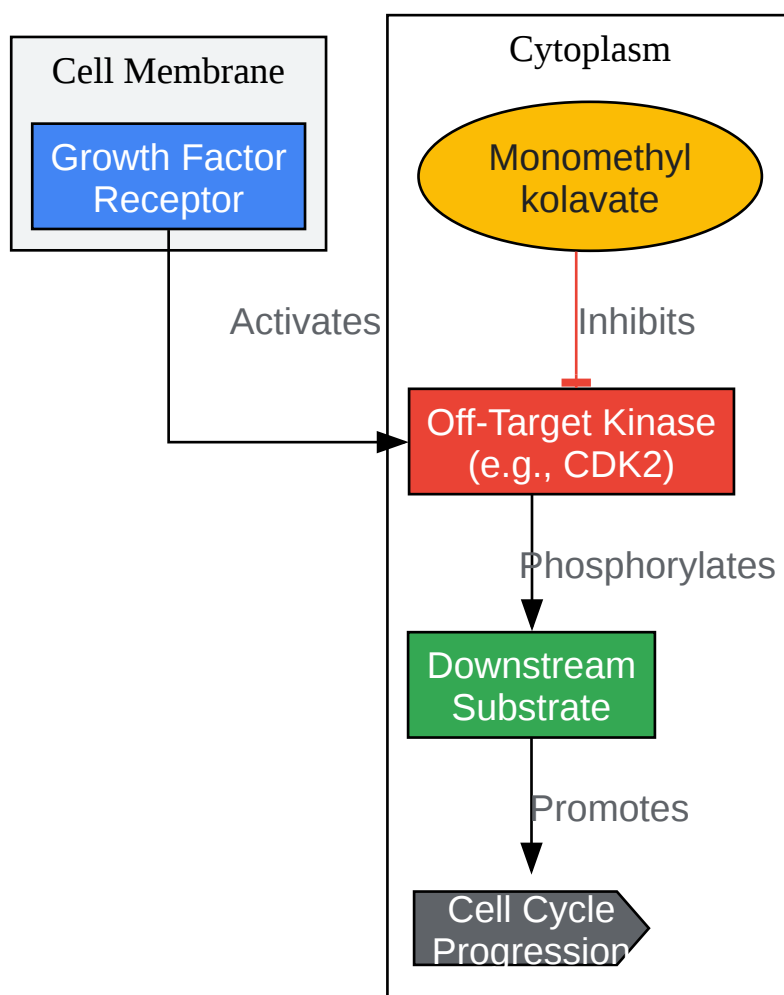 Cell Membrane
Growth Factor
Receptor
Cytoplasm
Monomethyl
kolavate
Activates
Inhibits
Off-Target Kinase
(e.g., CDK2)
Phosphorylates
Downstream
Substrate
Promotes
Cell Cycle
Progression